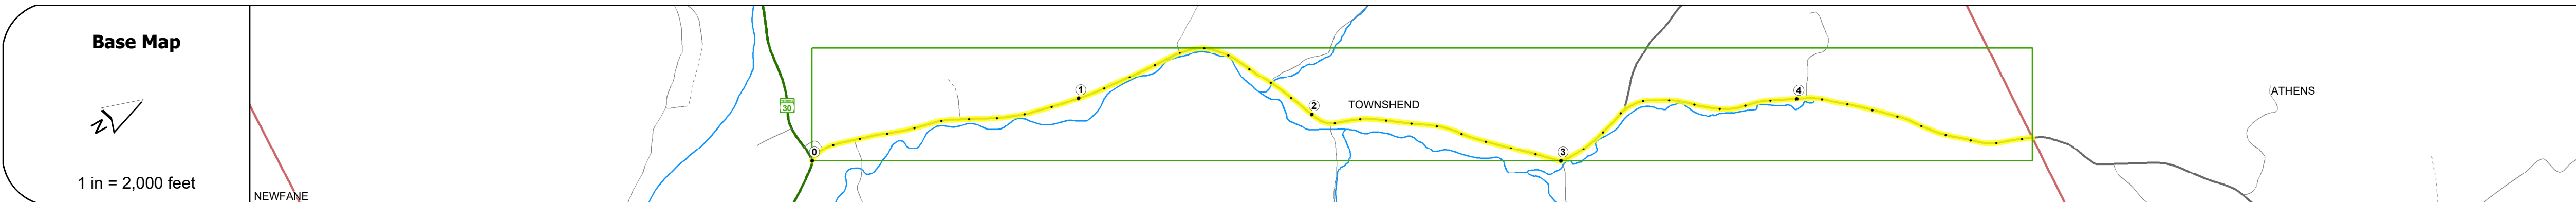 Base Map
N
1 in = 2,000 feet
NEWFANE
30
0
1
2
TOWNSHEND
3
4
ATHENS